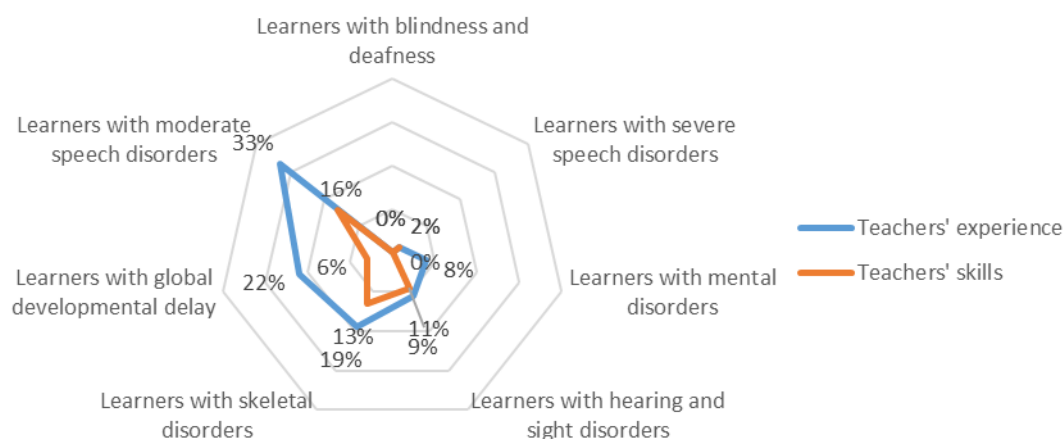 Learners with blindness and
deafness
Learners with moderate
speech disorders
33%
Learners with severe
speech disorders
16%
0%
2%
Teachers' experience
0%
8%
6%
Learners with global
developmental delay
22%
Learners with mental
disorders
Teachers' skills
13%
19%
11%
9%
Learners with skeletal
disorders
Learners with hearing and
sight disorders